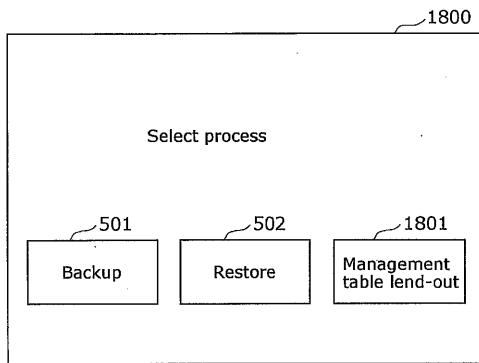 1800
Select process
501
502
1801
Backup
Restore
Management
table lend-out